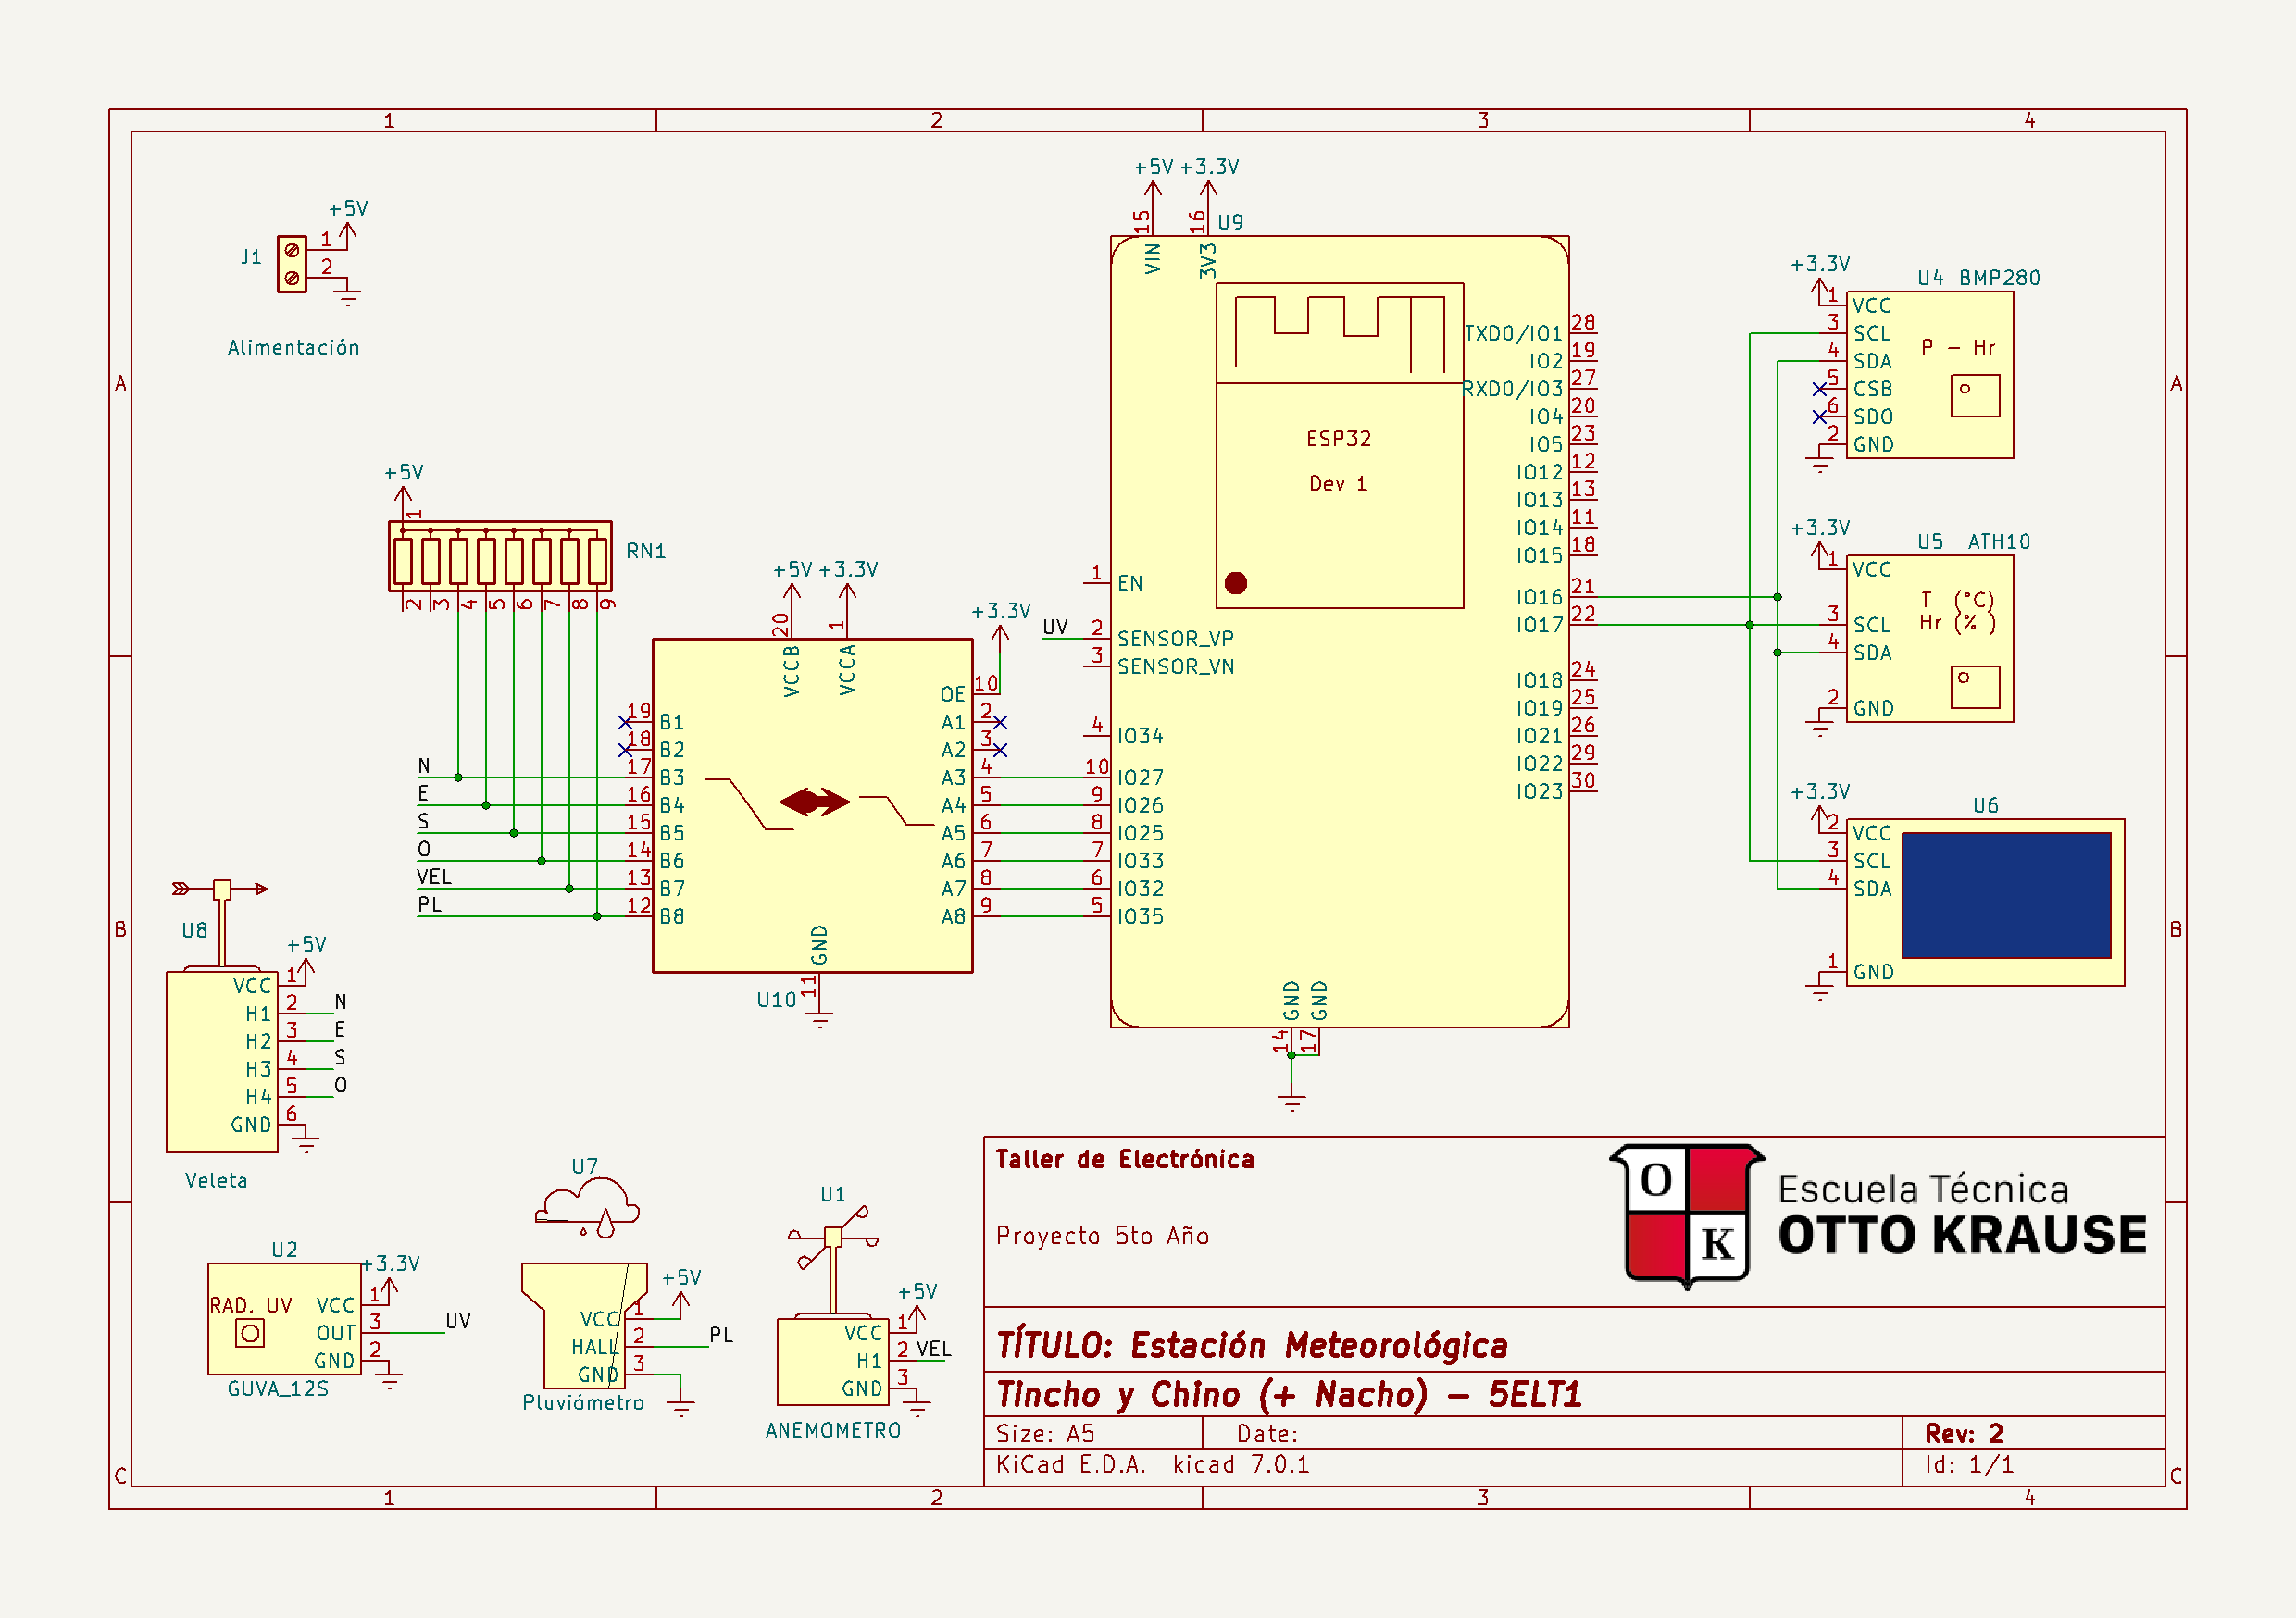 1 2 3 4
A A
B B
C C
+5V
J1
1
2
Alimentación
+5V
1
RN1
2 3 4 5 6 7 8 9
+5V +3.3V
20 1
VCCB VCCA
+3.3V
OE 10
19 B1 A1 2
18 B2 A2 3
N 17 B3 A3 4
E 16 B4 A4 5
S 15 B5 A5 6
O 14 B6 A6 7
VEL 13 B7 A7 8
PL 12 B8 A8 9
GND
U10 11
+5V +3.3V
15 16 U9
VIN 3V3
ESP32
Dev 1
1 EN
UV 2 SENSOR_VP
3 SENSOR_VN
4 IO34
10 IO27
9 IO26
8 IO25
7 IO33
6 IO32
5 IO35
TXD0/IO1 28
IO2 19
RXD0/IO3 27
IO4 20
IO5 23
IO12 12
IO13 13
IO14 11
IO15 18
IO16 21
IO17 22
IO18 24
IO19 25
IO21 26
IO22 29
IO23 30
GND GND
14 17
+3.3V
U4 BMP280
1 VCC
3 SCL
4 SDA
5 CSB
6 SDO
2 GND
P - Hr
+3.3V
U5 ATH10
1 VCC
3 SCL
4 SDA
2 GND
T (°C)
Hr (% )
+3.3V
U6
2 VCC
3 SCL
4 SDA
1 GND
U8
+5V
VCC 1
H1 2 N
H2 3 E
H3 4 S
H4 5 O
GND 6
Veleta
U2
+3.3V
RAD. UV
VCC 1
OUT 3 UV
GND 2
GUVA_12S
U7
+5V
VCC 1
HALL 2 PL
GND 3
Pluviómetro
U1
+5V
VCC 1
H1 2 VEL
GND 3
ANEMOMETRO
Taller de Electrónica
Proyecto 5to Año
O
K
Escuela Técnica
OTTO KRAUSE
TÍTULO: Estación Meteorológica
Tincho y Chino (+ Nacho) - 5ELT1
Size: A5 Date: Rev: 2
KiCad E.D.A. kicad 7.0.1 Id: 1/1
1 2 3 4